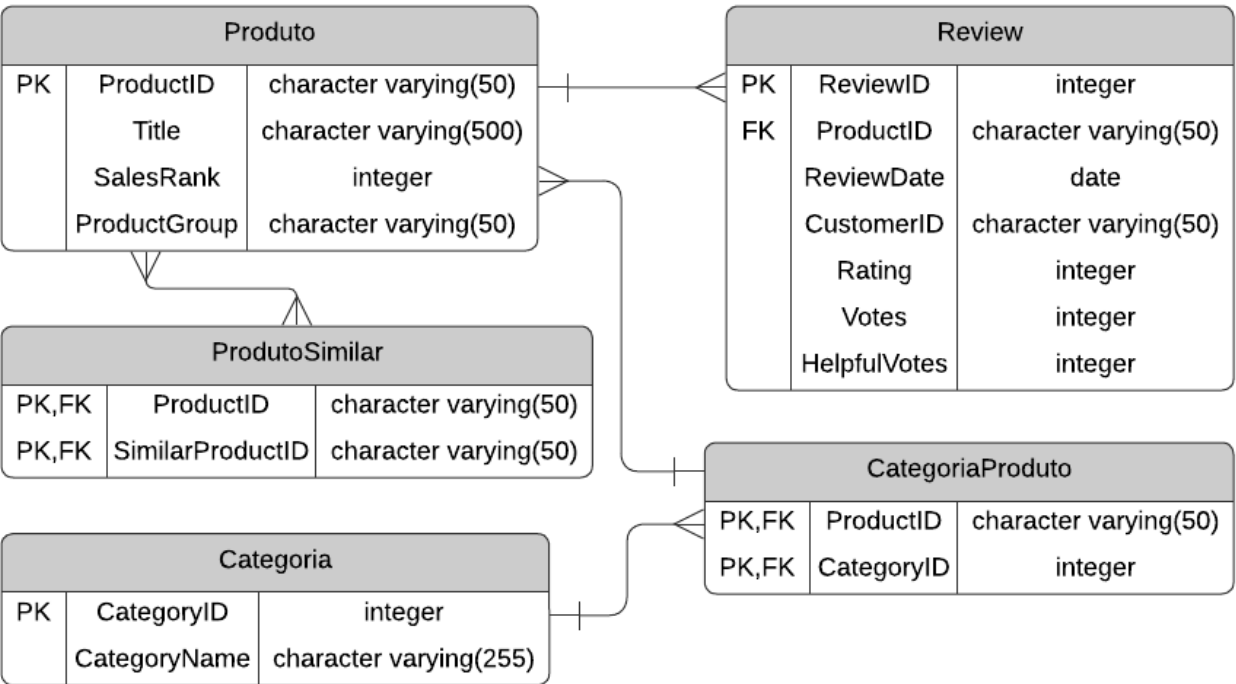 Produto
PK ProductID character varying(50)
Title character varying(500)
SalesRank integer
ProductGroup character varying(50)
Review
PK ReviewID integer
FK ProductID character varying(50)
ReviewDate date
CustomerID character varying(50)
Rating integer
Votes integer
HelpfulVotes integer
ProdutoSimilar
PK,FK ProductID character varying(50)
PK,FK SimilarProductID character varying(50)
CategoriaProduto
PK,FK ProductID character varying(50)
PK,FK CategoryID integer
Categoria
PK CategoryID integer
CategoryName character varying(255)